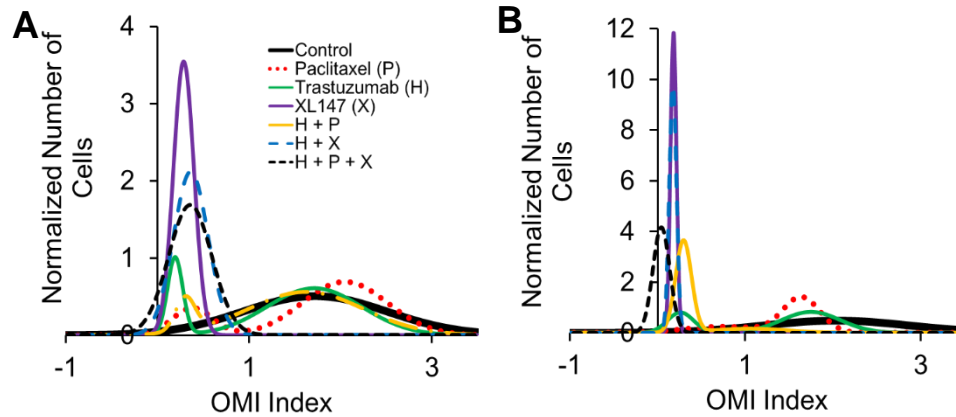 A
Normalized Number of
Cells
4
3
2
1
0
-1
1
3
OMI Index
Control
Paclitaxel (P)
Trastuzumab (H)
XL147 (X)
H + P
H + X
H + P + X
B
Normalized Number of
Cells
12
10
8
6
4
2
0
-1
1
3
OMI Index